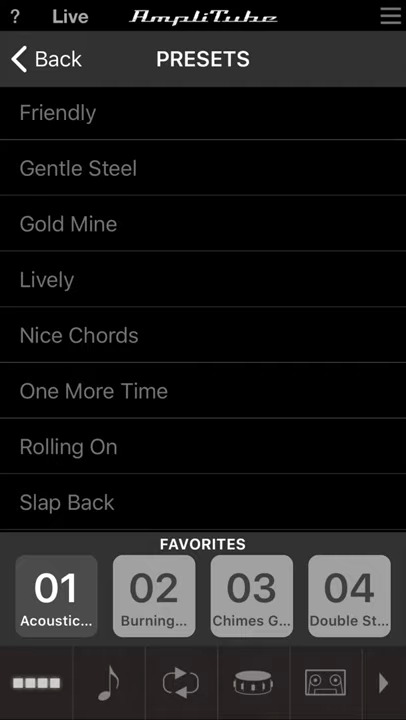 ? Live AmpliTube
Back PRESETS
Friendly
Gentle Steel
Gold Mine
Lively
Nice Chords
One More Time
Rolling On
Slap Back
FAVORITES
01 02 03 04
Acoustic... Burning... Chimes G... Double St...